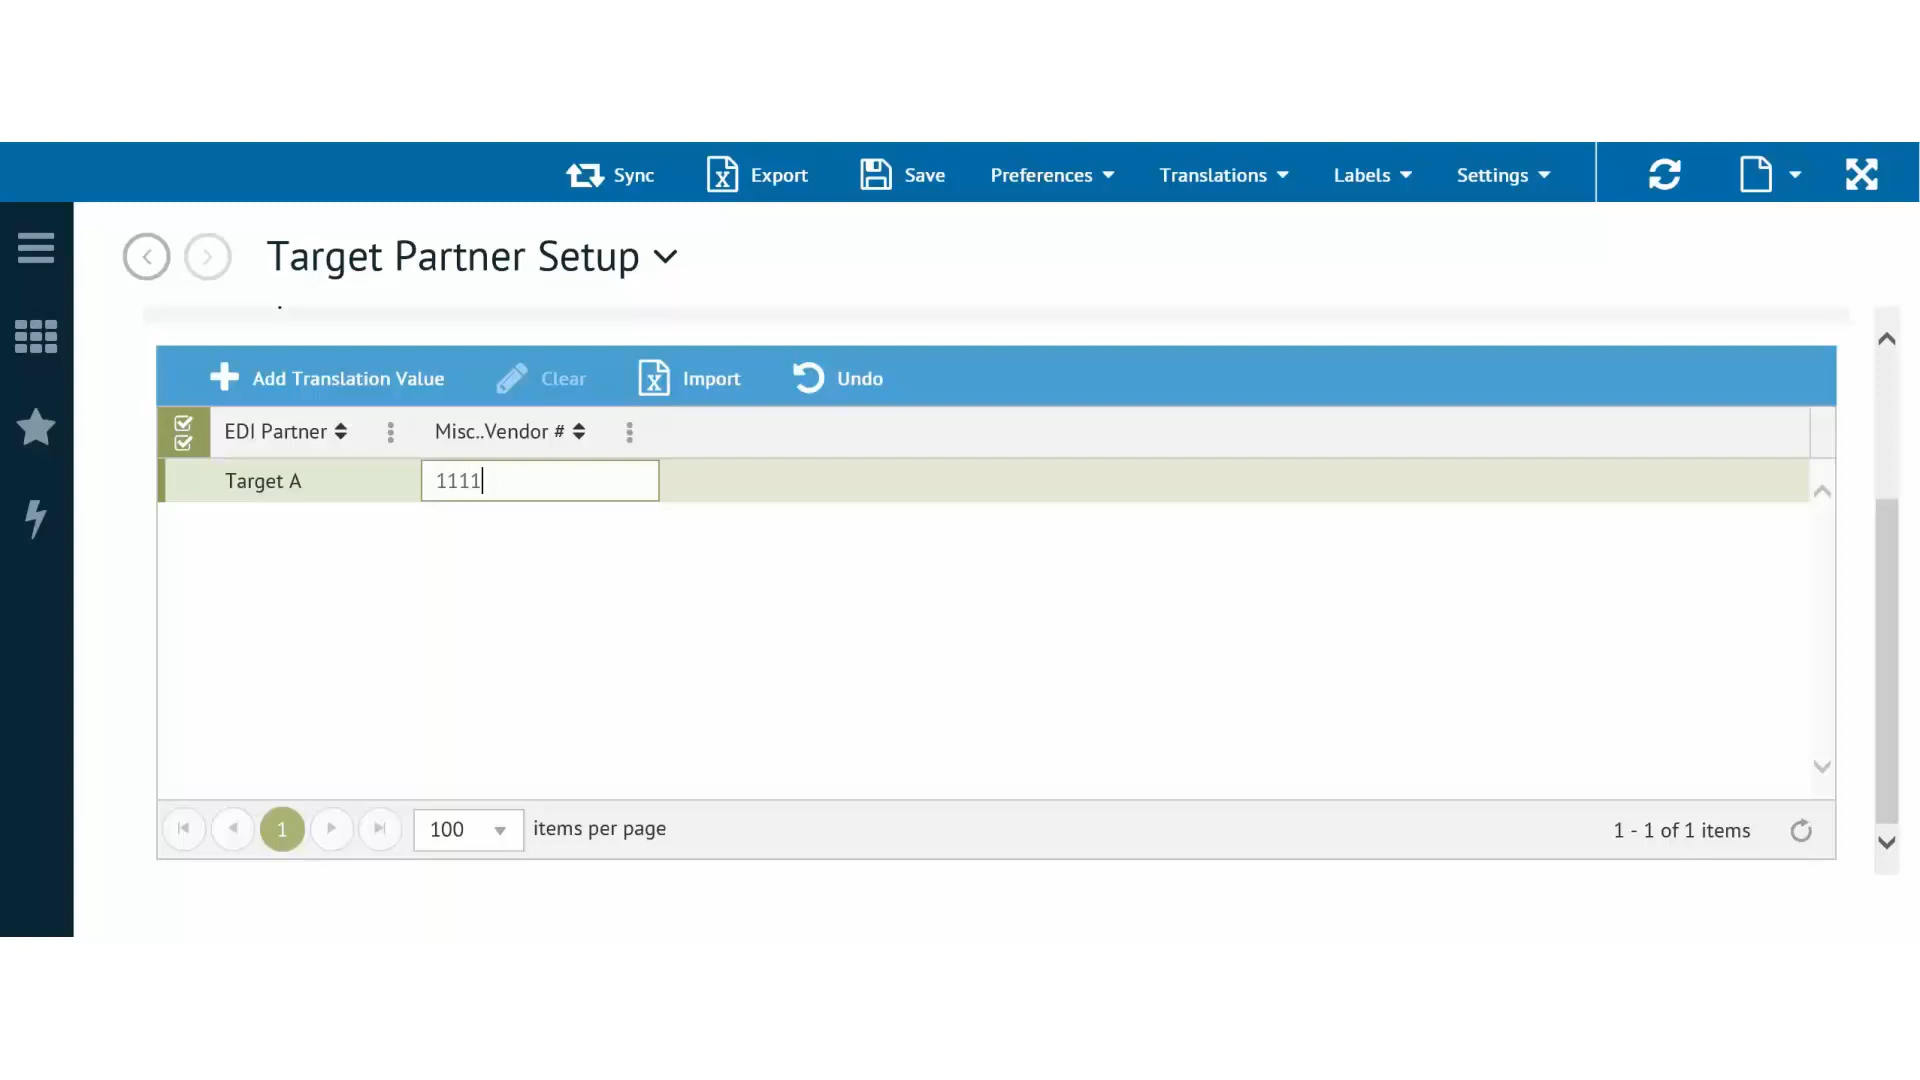 Sync Export Save Preferences Translations Labels Settings
Target Partner Setup
Add Translation Value Clear Import Undo
EDI Partner Misc..Vendor #
Target A 1111
1 100 items per page 1 - 1 of 1 items